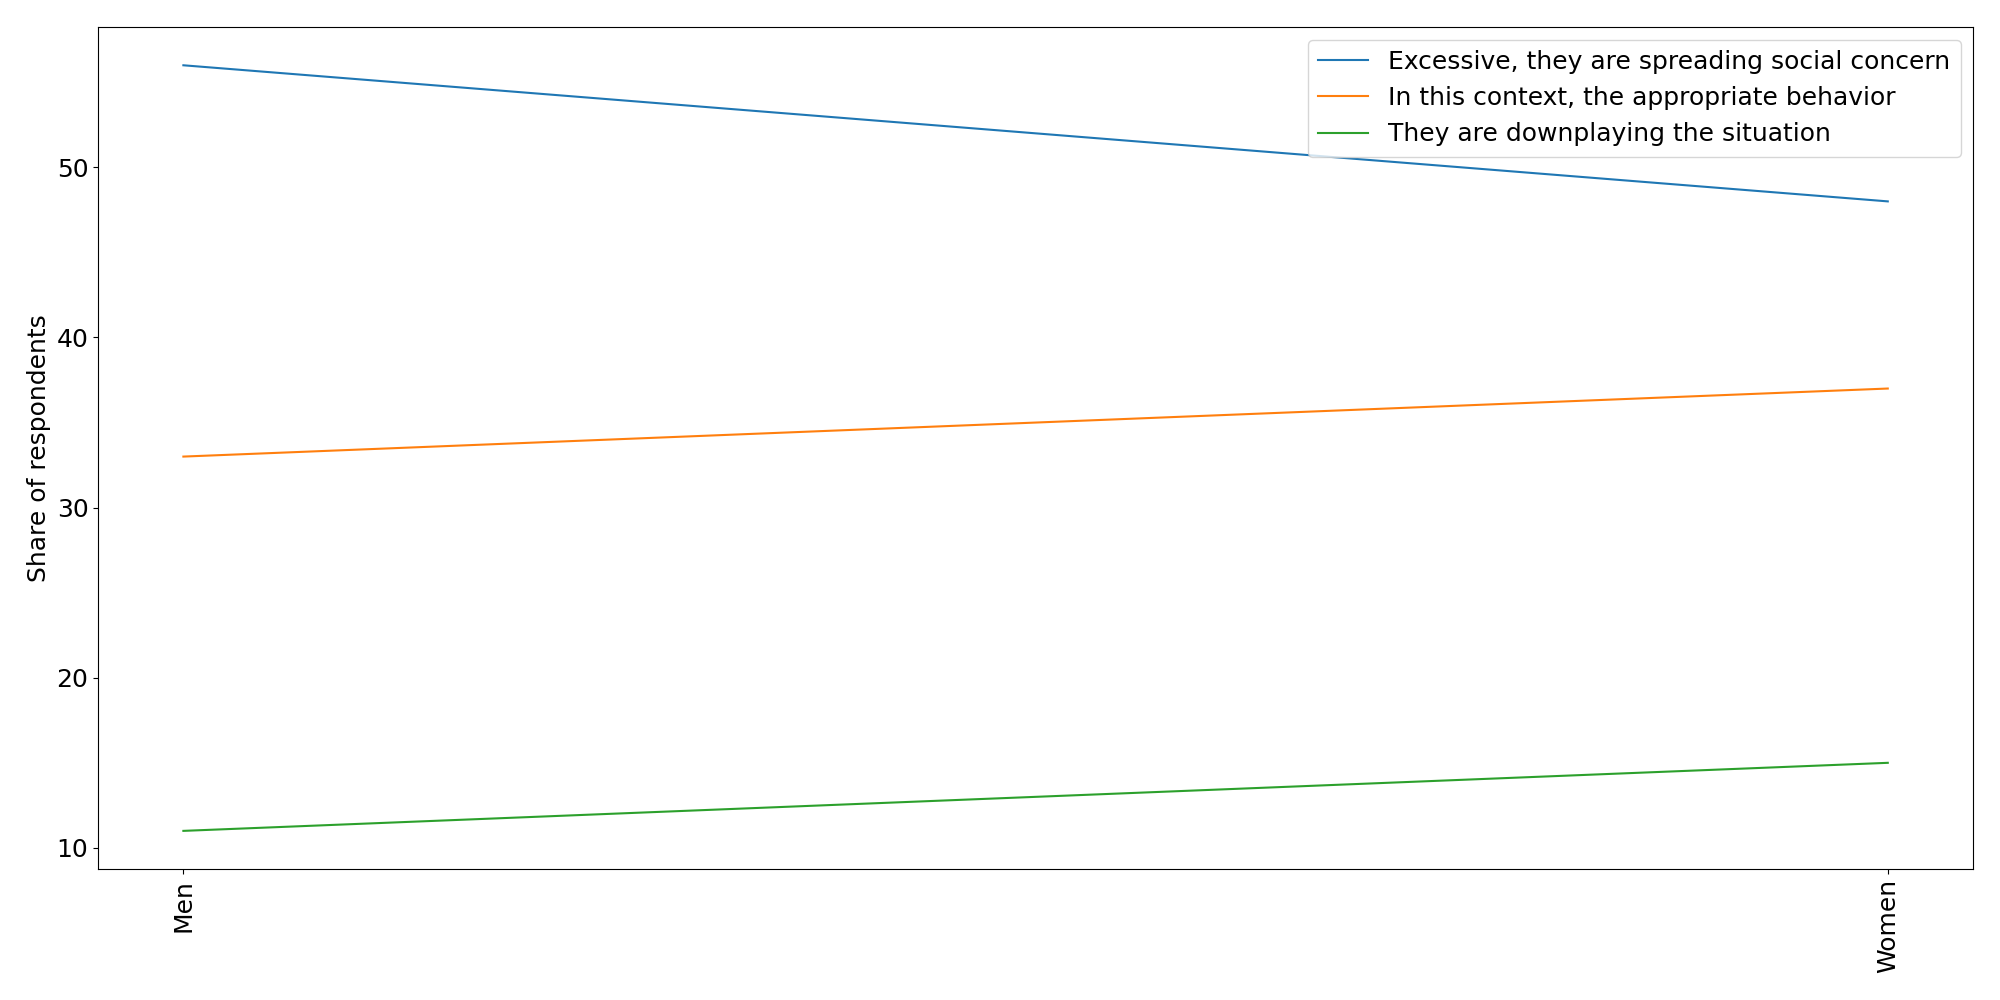 Excessive, they are spreading social concern
In this context, the appropriate behavior
They are downplaying the situation
Share of respondents
50
40
30
20
10
Men
Women